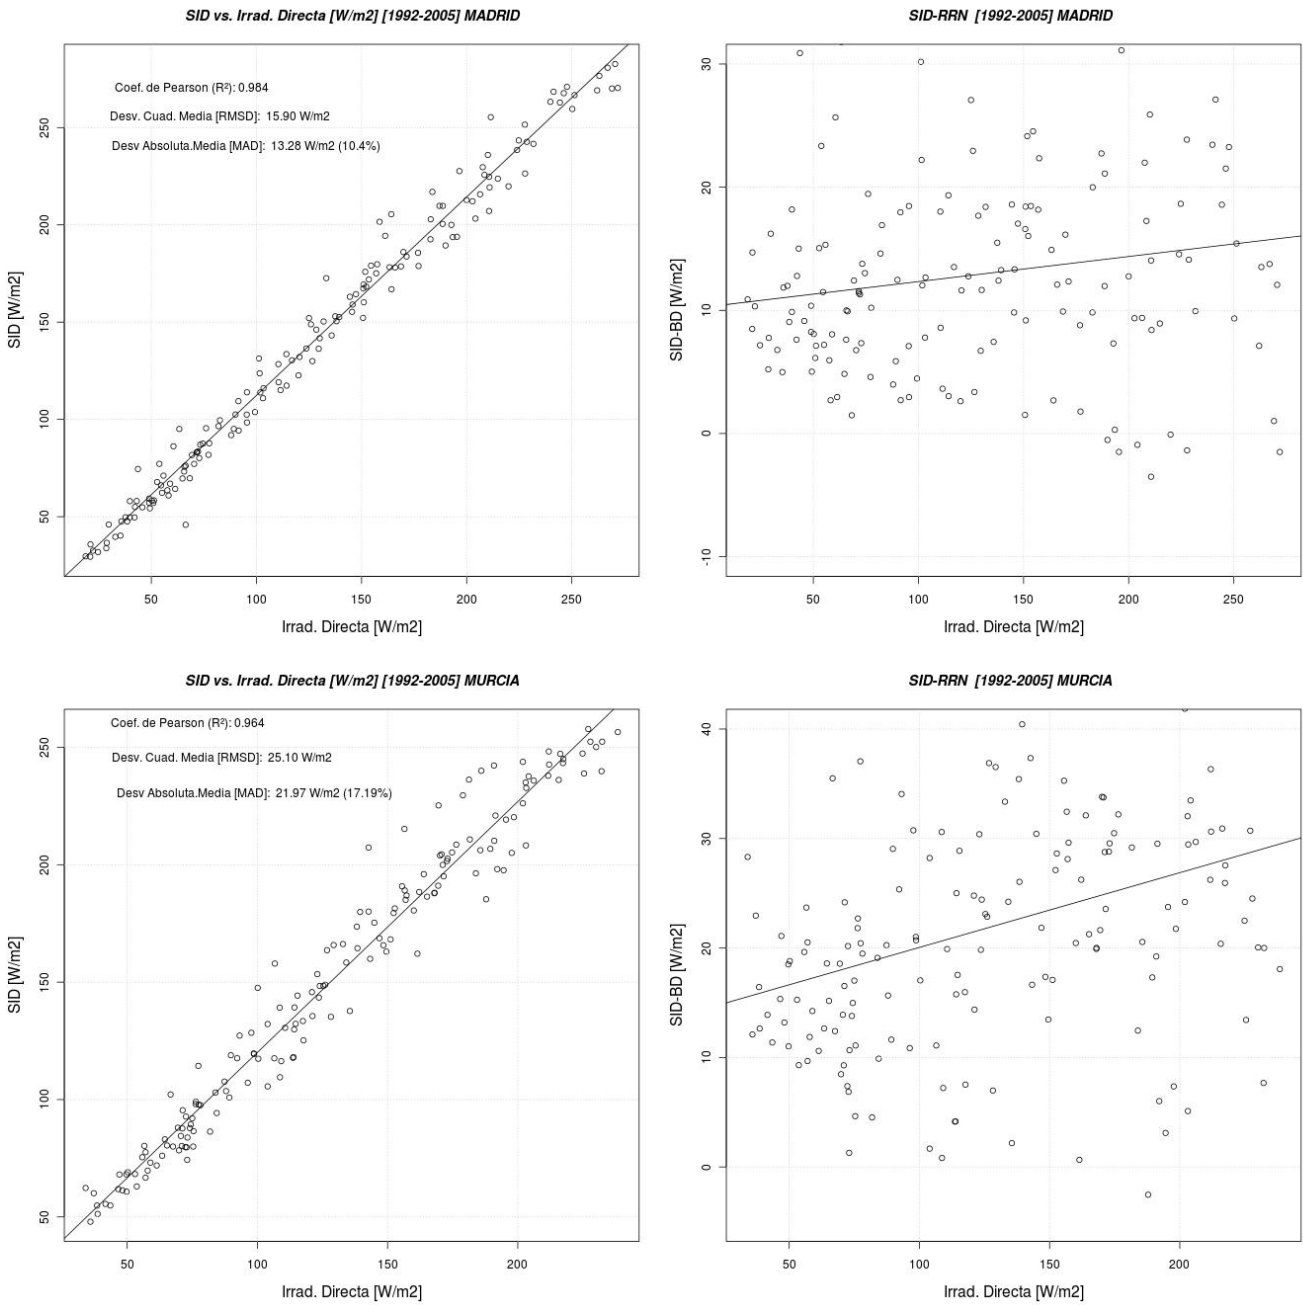 SID vs. Irrad. Directa [W/m2] [1992-2005] MADRID
Coef. de Pearson (R²): 0.984
Desv. Cuad. Media [RMSD]: 15.90 W/m2
Desv Absoluta.Media [MAD]: 13.28 W/m2 (10.4%)
SID [W/m2]
250
200
150
100
50
50 100 150 200 250
Irrad. Directa [W/m2]
SID-RRN [1992-2005] MADRID
SID-BD [W/m2]
30
20
10
0
-10
50 100 150 200 250
Irrad. Directa [W/m2]
SID vs. Irrad. Directa [W/m2] [1992-2005] MURCIA
Coef. de Pearson (R²): 0.964
Desv. Cuad. Media [RMSD]: 25.10 W/m2
Desv Absoluta.Media [MAD]: 21.97 W/m2 (17.19%)
SID [W/m2]
250
200
150
100
50
50 100 150 200
Irrad. Directa [W/m2]
SID-RRN [1992-2005] MURCIA
SID-BD [W/m2]
40
30
20
10
0
50 100 150 200
Irrad. Directa [W/m2]